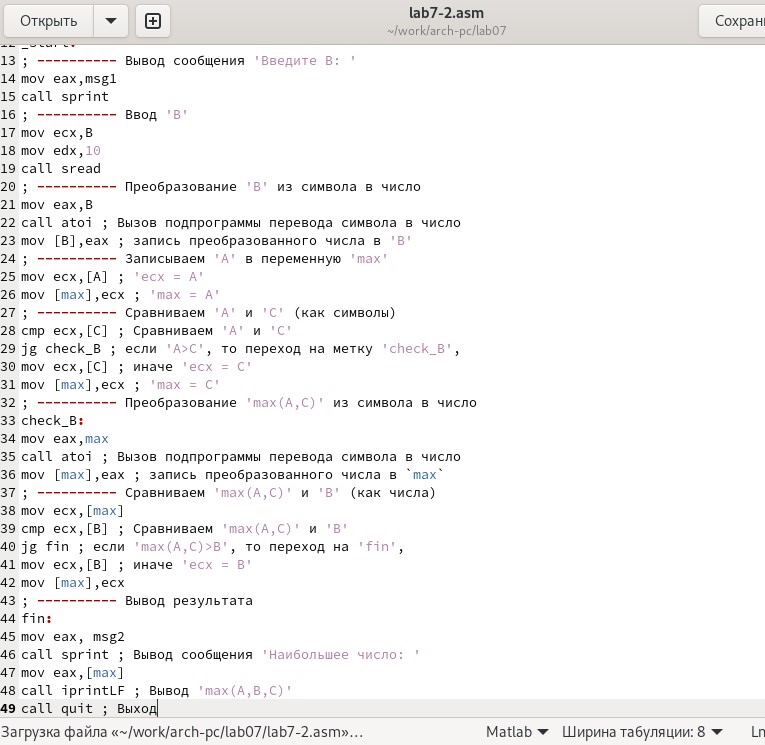 Открыть
lab7-2.asm
~/work/arch-pc/lab07
Сохрани
12 _start:
13 ; ---------- Вывод сообщения 'Введите B: '
14 mov eax,msg1
15 call sprint
16 ; ---------- Ввод 'B'
17 mov ecx,B
18 mov edx,10
19 call sread
20 ; ---------- Преобразование 'B' из символа в число
21 mov eax,B
22 call atoi ; Вызов подпрограммы перевода символа в число
23 mov [B],eax ; запись преобразованного числа в 'B'
24 ; ---------- Записываем 'A' в переменную 'max'
25 mov ecx,[A] ; 'ecx = A'
26 mov [max],ecx ; 'max = A'
27 ; ---------- Сравниваем 'A' и 'С' (как символы)
28 cmp ecx,[C] ; Сравниваем 'A' и 'С'
29 jg check_B ; если 'A>C', то переход на метку 'check_B',
30 mov ecx,[C] ; иначе 'ecx = C'
31 mov [max],ecx ; 'max = C'
32 ; ---------- Преобразование 'max(A,C)' из символа в число
33 check_B:
34 mov eax,max
35 call atoi ; Вызов подпрограммы перевода символа в число
36 mov [max],eax ; запись преобразованного числа в `max`
37 ; ---------- Сравниваем 'max(A,C)' и 'B' (как числа)
38 mov ecx,[max]
39 cmp ecx,[B] ; Сравниваем 'max(A,C)' и 'B'
40 jg fin ; если 'max(A,C)>B', то переход на 'fin',
41 mov ecx,[B] ; иначе 'ecx = B'
42 mov [max],ecx
43 ; ---------- Вывод результата
44 fin:
45 mov eax, msg2
46 call sprint ; Вывод сообщения 'Наибольшее число: '
47 mov eax,[max]
48 call iprintLF ; Вывод 'max(A,B,C)'
49 call quit ; Выход
Загрузка файла «~/work/arch-pc/lab07/lab7-2.asm»… Matlab Ширина табуляции: 8 Ln